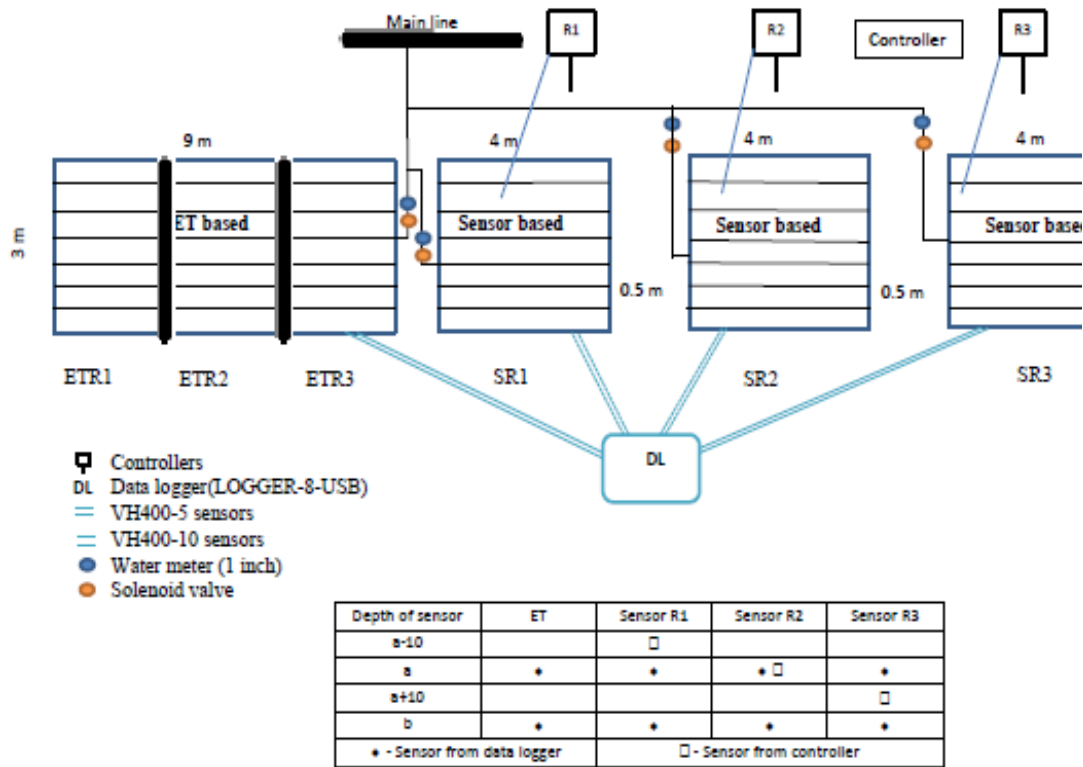 Main line
R1
R2
Controller
R3
9 m
4 m
4 m
4 m
3 m
ET based
Sensor based
Sensor based
Sensor based
0.5 m
0.5 m
ETR1
ETR2
ETR3
SR1
SR2
SR3
DL
Controllers
DL Data logger(LOGGER-8-USB)
VH400-5 sensors
VH400-10 sensors
Water meter (1 inch)
Solenoid valve
Depth of sensor ET Sensor R1 Sensor R2 Sensor R3
a-10 □
a • • • □ •
a+10 □
b • • • •
• - Sensor from data logger □ - Sensor from controller